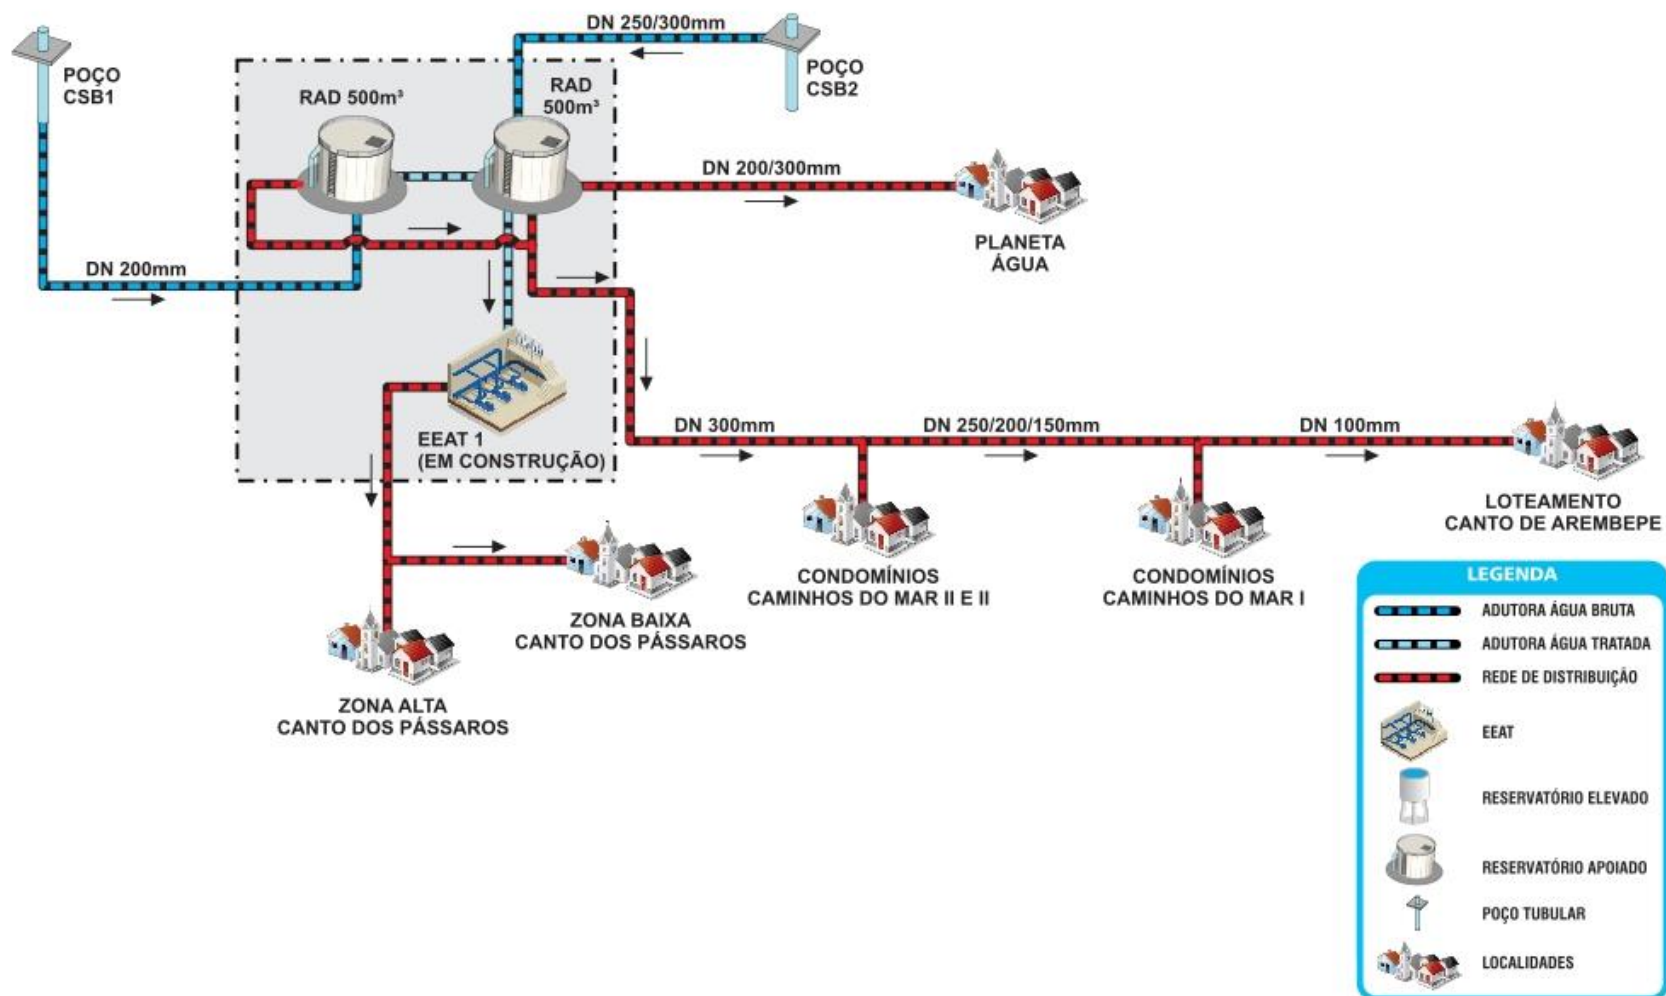 DN 250/300mm
POÇO
CSB1
RAD 500m³
RAD
500m³
POÇO
CSB2
DN 200/300mm
PLANETA
ÁGUA
DN 200mm
EEAT 1
(EM CONSTRUÇÃO)
DN 300mm
DN 250/200/150mm
DN 100mm
LOTEAMENTO
CANTO DE AREMBEPE
CONDOMÍNIOS
CAMINHOS DO MAR II E II
CONDOMÍNIOS
CAMINHOS DO MAR I
ZONA BAIXA
CANTO DOS PÁSSAROS
ZONA ALTA
CANTO DOS PÁSSAROS
LEGENDA
ADUTORA ÁGUA BRUTA
ADUTORA ÁGUA TRATADA
REDE DE DISTRIBUIÇÃO
EEAT
RESERVATÓRIO ELEVADO
RESERVATÓRIO APOIADO
POÇO TUBULAR
LOCALIDADES